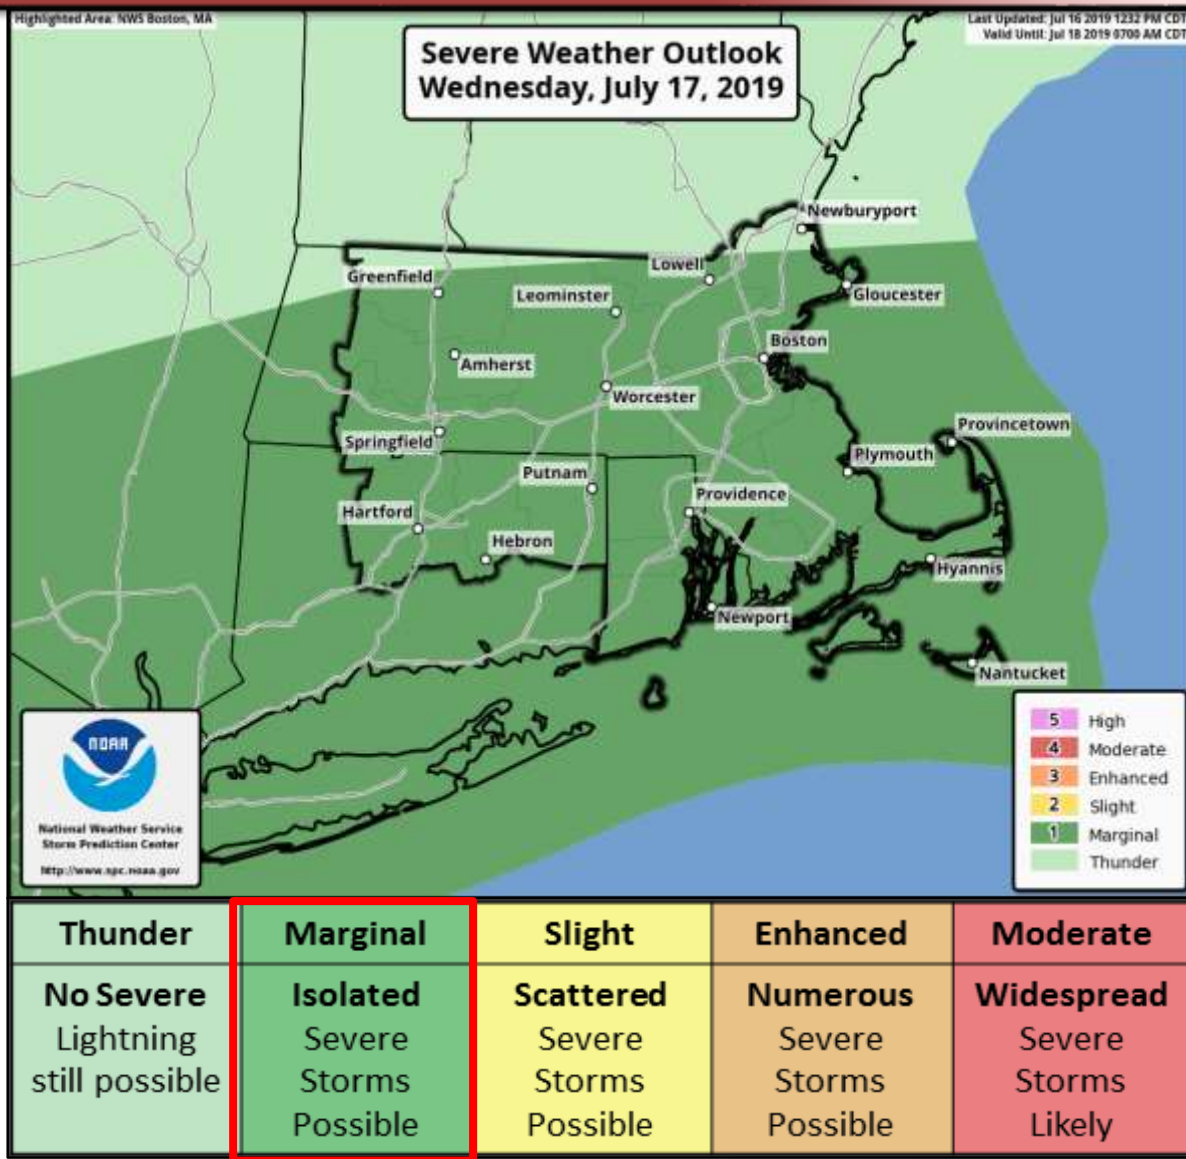 Highlighted Area: NWS Boston, MA
Last Updated: Jul 16 2019 1232 PM CDT
Valid Until: Jul 18 2019 0700 AM CDT
Severe Weather Outlook
Wednesday, July 17, 2019
Newburyport
Lowell
Greenfield
Leominster
Gloucester
Boston
Amherst
Worcester
Provincetown
Springfield
Plymouth
Putnam
Providence
Hartford
Hebron
Hyannis
Newport
Nantucket
NOAA
National Weather Service
Storm Prediction Center
http://www.spc.noaa.gov
5 High
4 Moderate
3 Enhanced
2 Slight
1 Marginal
Thunder
Thunder Marginal Slight Enhanced Moderate
No Severe Isolated Scattered Numerous Widespread
Lightning Severe Severe Severe Severe
still possible Storms Storms Storms Storms
Possible Possible Possible Likely